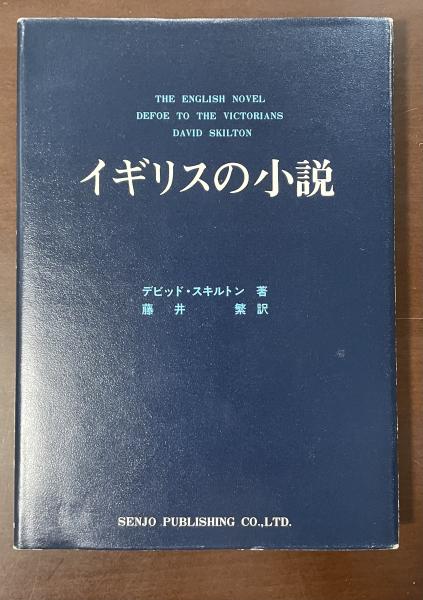 THE ENGLISH NOVEL
DEFOE TO THE VICTORIANS
DAVID SKILTON
イギリスの小説
デビッド・スキルトン 著
藤井 繁 訳
SENJO PUBLISHING CO.,LTD.